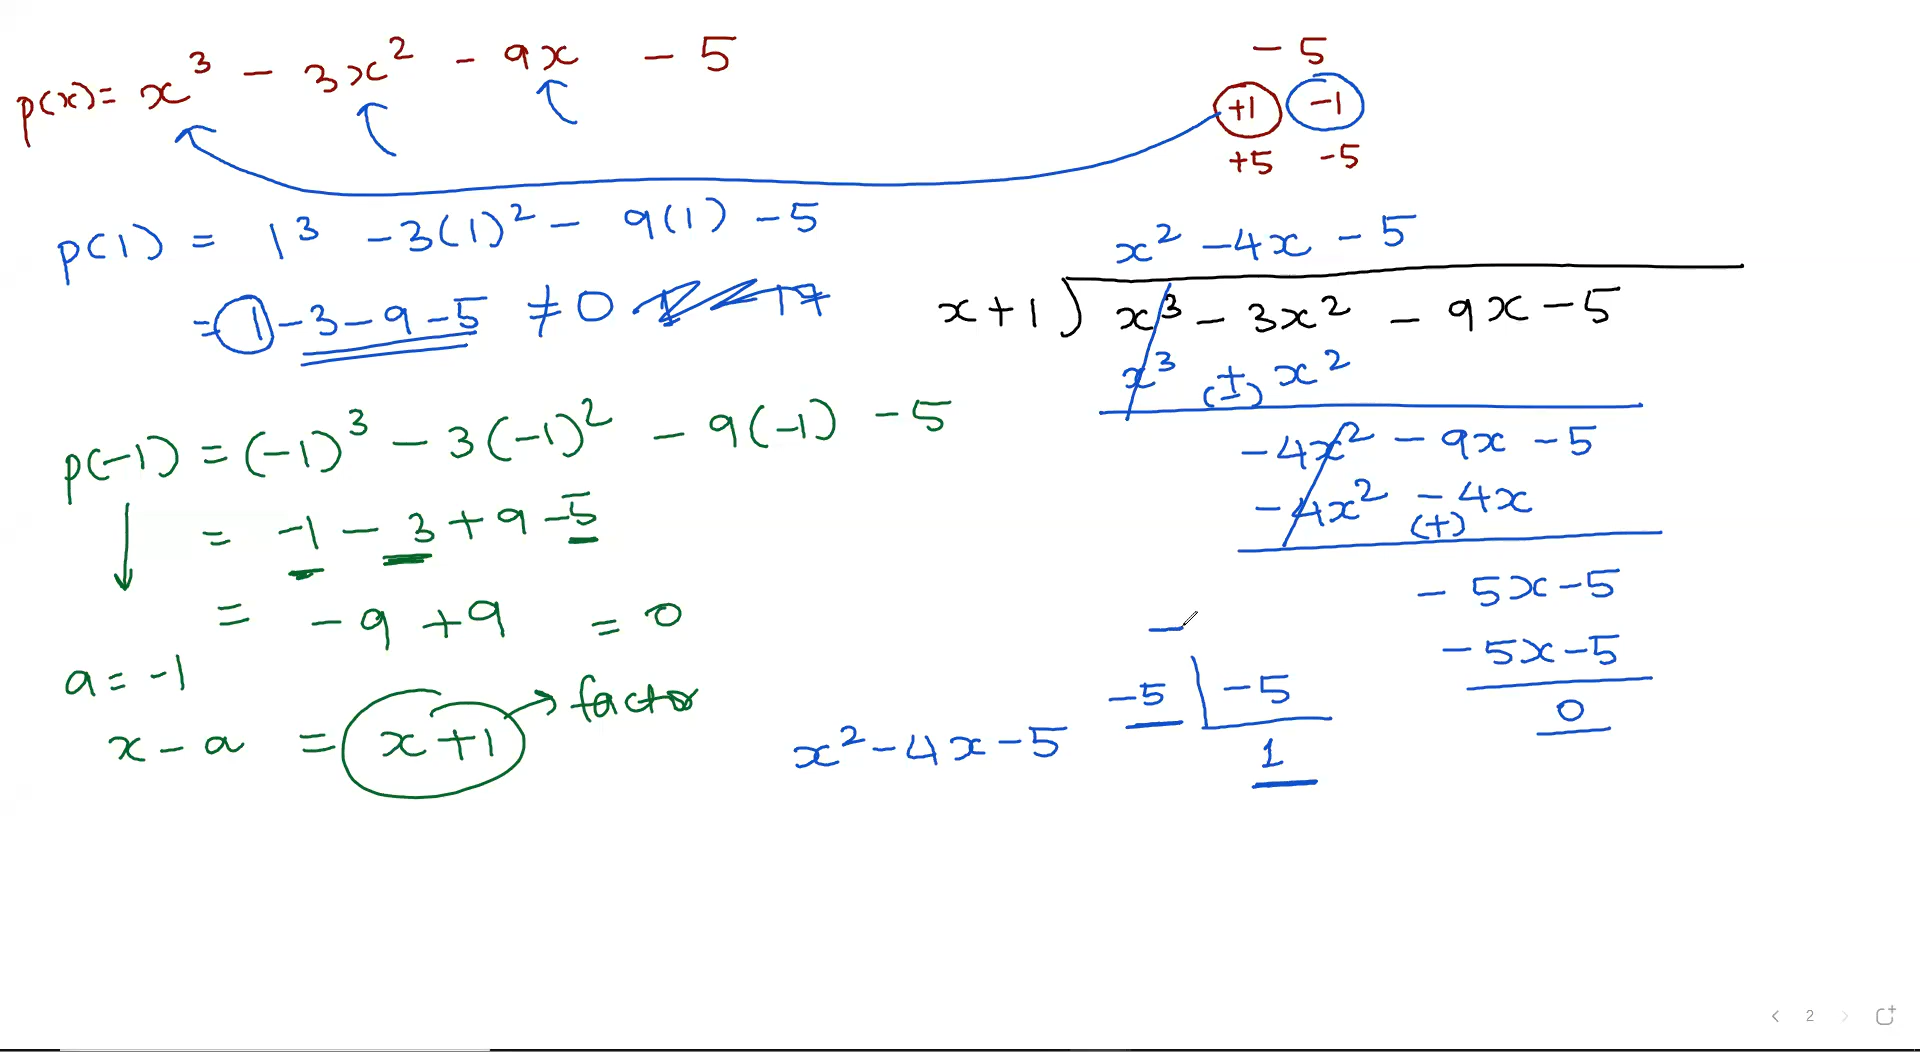 p(x) = x³ - 3x² - 9x - 5
- 5
+1 -1
+5 -5
p(1) = 1³ - 3(1)² - 9(1) - 5
= 1 - 3 - 9 - 5 ≠ 0
p(-1) = (-1)³ - 3(-1)² - 9(-1) - 5
= -1 - 3 + 9 - 5
= -9 + 9 = 0
a = -1
x - a = x+1 → factor
x² - 4x - 5
x+1 ) x³ - 3x² - 9x - 5
x³ (±) x²
-4x² - 9x - 5
-4x² - 4x
(+)
- 5x - 5
- 5x - 5
0
x² - 4x - 5
-
-5 | -5
1
2